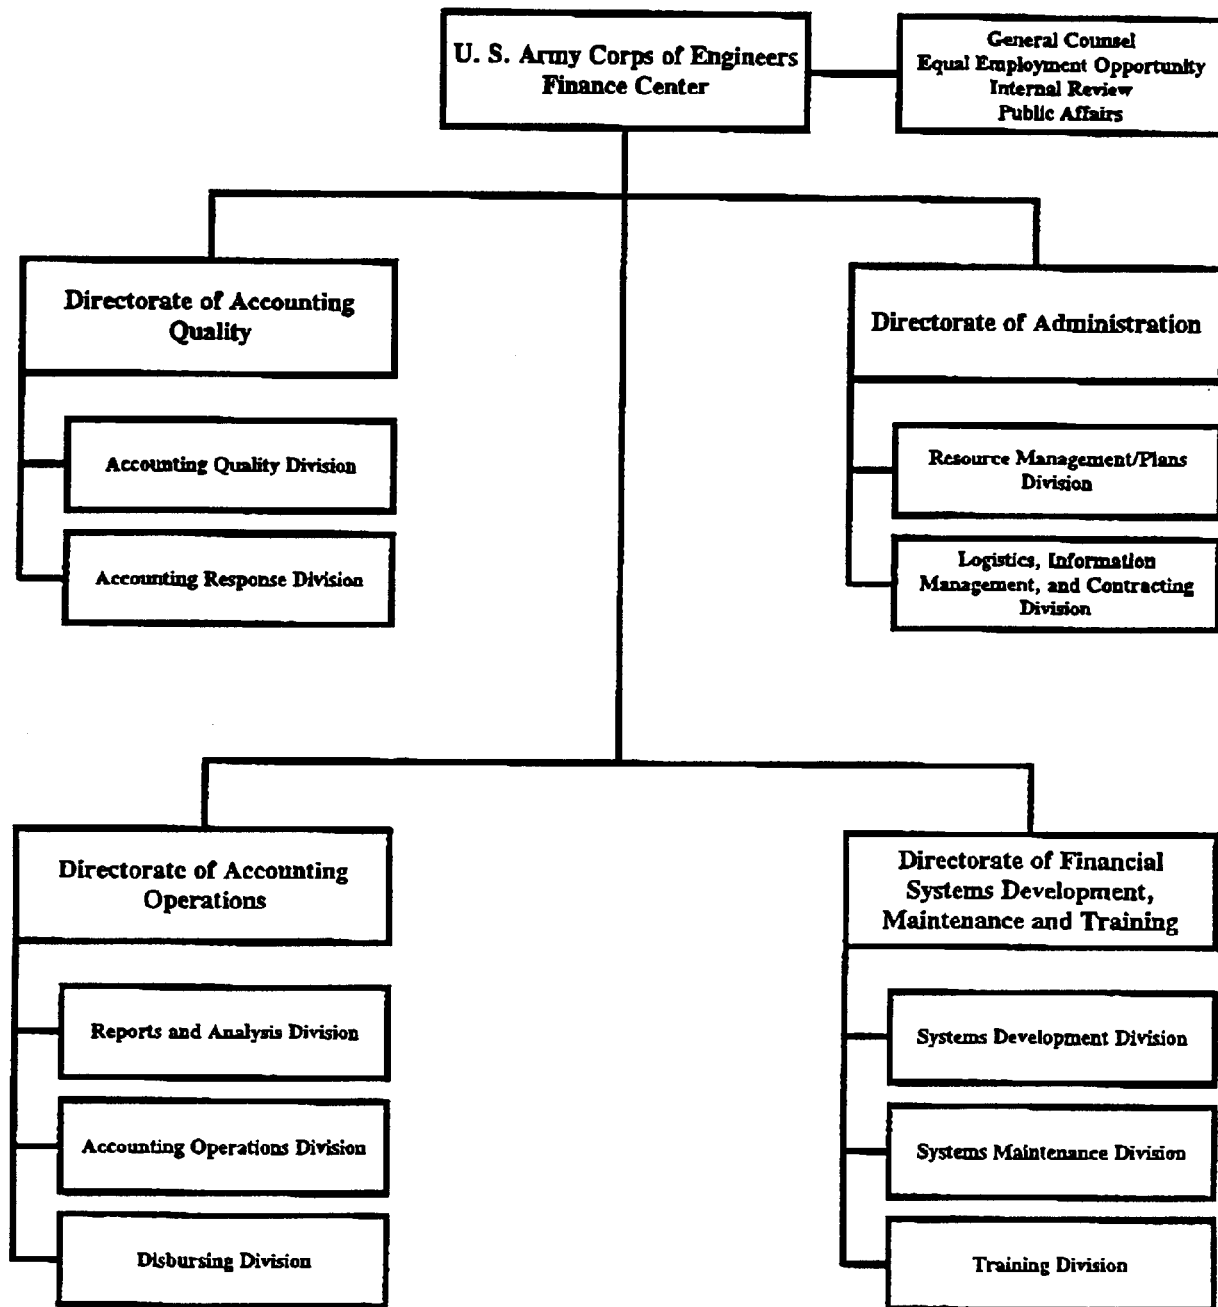 U. S. Army Corps of Engineers
Finance Center
General Counsel
Equal Employment Opportunity
Internal Review
Public Affairs
Directorate of Accounting
Quality
Directorate of Administration
Accounting Quality Division
Resource Management/Plans
Division
Accounting Response Division
Logistics, Information
Management, and Contracting
Division
Directorate of Accounting
Operations
Directorate of Financial
Systems Development,
Maintenance and Training
Reports and Analysis Division
Systems Development Division
Accounting Operations Division
Systems Maintenance Division
Disbursing Division
Training Division